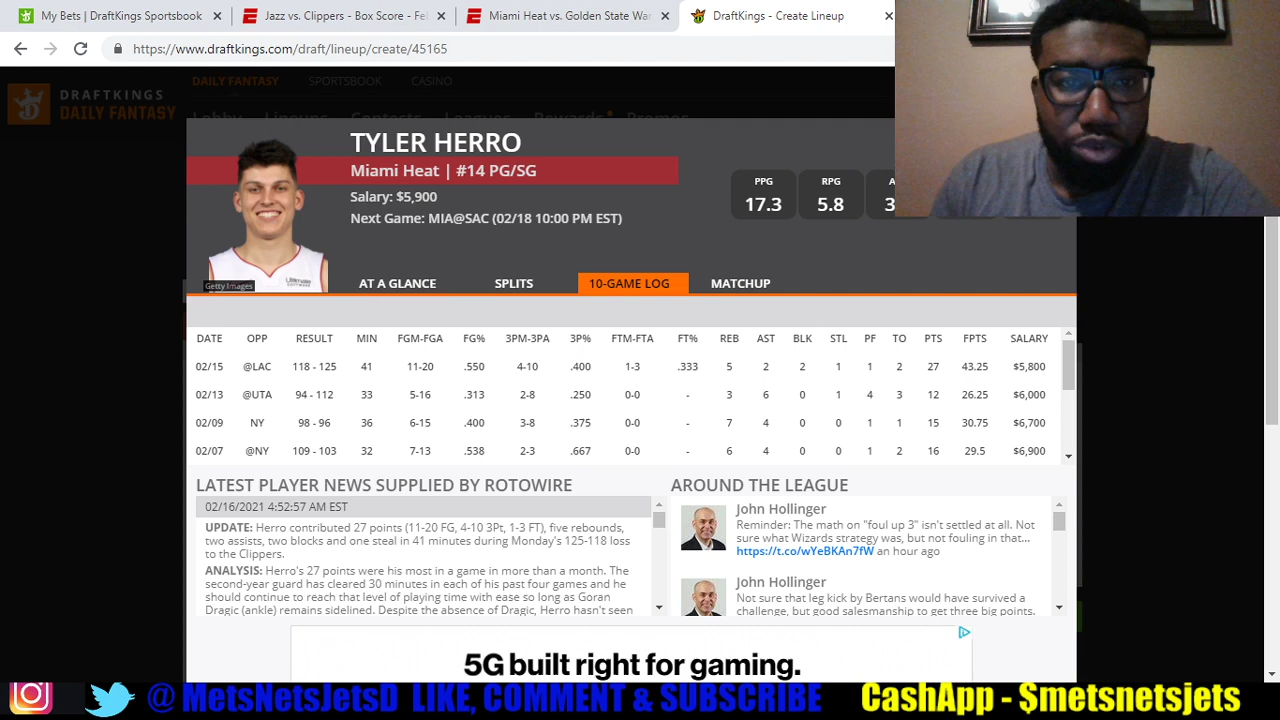 My Bets | DraftKings Sportsbook
Jazz vs. Clippers - Box Score - Fe
Miami Heat vs. Golden State War
DraftKings - Create Lineup
https://www.draftkings.com/draft/lineup/create/45165
DAILY FANTASY SPORTSBOOK CASINO
DRAFTKINGS
DAILY FANTASY
Lobby Lineups Contests Leagues Rewards Promos
TYLER HERRO
Miami Heat | #14 PG/SG
Salary: $5,900
Next Game: MIA@SAC (02/18 10:00 PM EST)
PPG RPG A
17.3 5.8 3
Getty Images
AT A GLANCE SPLITS 10-GAME LOG MATCHUP
DATE OPP RESULT MIN FGM-FGA FG% 3PM-3PA 3P% FTM-FTA FT% REB AST BLK STL PF TO PTS FPTS SALARY
02/15 @LAC 118 - 125 41 11-20 .550 4-10 .400 1-3 .333 5 2 2 1 1 2 27 43.25 $5,800
02/13 @UTA 94 - 112 33 5-16 .313 2-8 .250 0-0 - 3 6 0 1 4 3 12 26.25 $6,000
02/09 NY 98 - 96 36 6-15 .400 3-8 .375 0-0 - 7 4 0 0 1 1 15 30.75 $6,700
02/07 @NY 109 - 103 32 7-13 .538 2-3 .667 0-0 - 6 4 0 0 1 2 16 29.5 $6,900
LATEST PLAYER NEWS SUPPLIED BY ROTOWIRE
02/16/2021 4:52:57 AM EST
UPDATE: Herro contributed 27 points (11-20 FG, 4-10 3Pt, 1-3 FT), five rebounds,
two assists, two blocks and one steal in 41 minutes during Monday's 125-118 loss
to the Clippers.
ANALYSIS: Herro's 27 points were his most in a game in more than a month. The
second-year guard has cleared 30 minutes in each of his past four games and he
should continue to reach that level of playing time with ease so long as Goran
Dragic (ankle) remains sidelined. Despite the absence of Dragic, Herro hasn't seen
AROUND THE LEAGUE
John Hollinger
Reminder: The math on "foul up 3" isn't settled at all. Not
sure what Wizards strategy was, but not fouling in that...
https://t.co/wYeBKAn7fW an hour ago
John Hollinger
Not sure that leg kick by Bertans would have survived a
challenge, but good salesmanship to get three big points.
5G built right for gaming.
@MetsNetsJetsD LIKE, COMMENT & SUBSCRIBE CashApp - $metsnetsjets